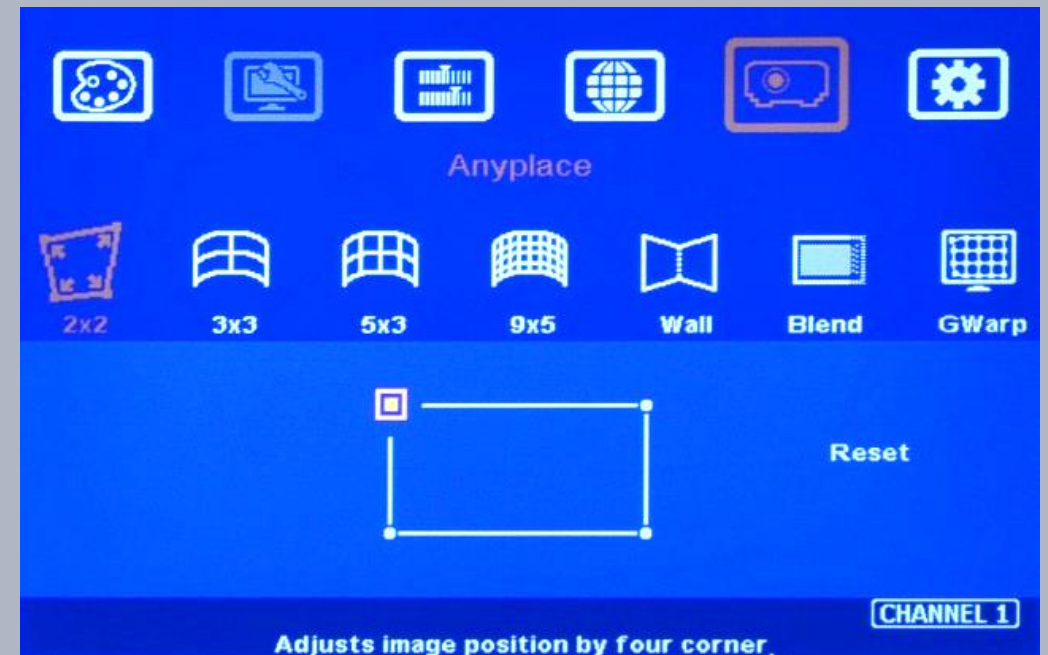 Anyplace
2x2 3x3 5x3 9x5 Wall Blend GWarp
Reset
CHANNEL 1
Adjusts image position by four corner.